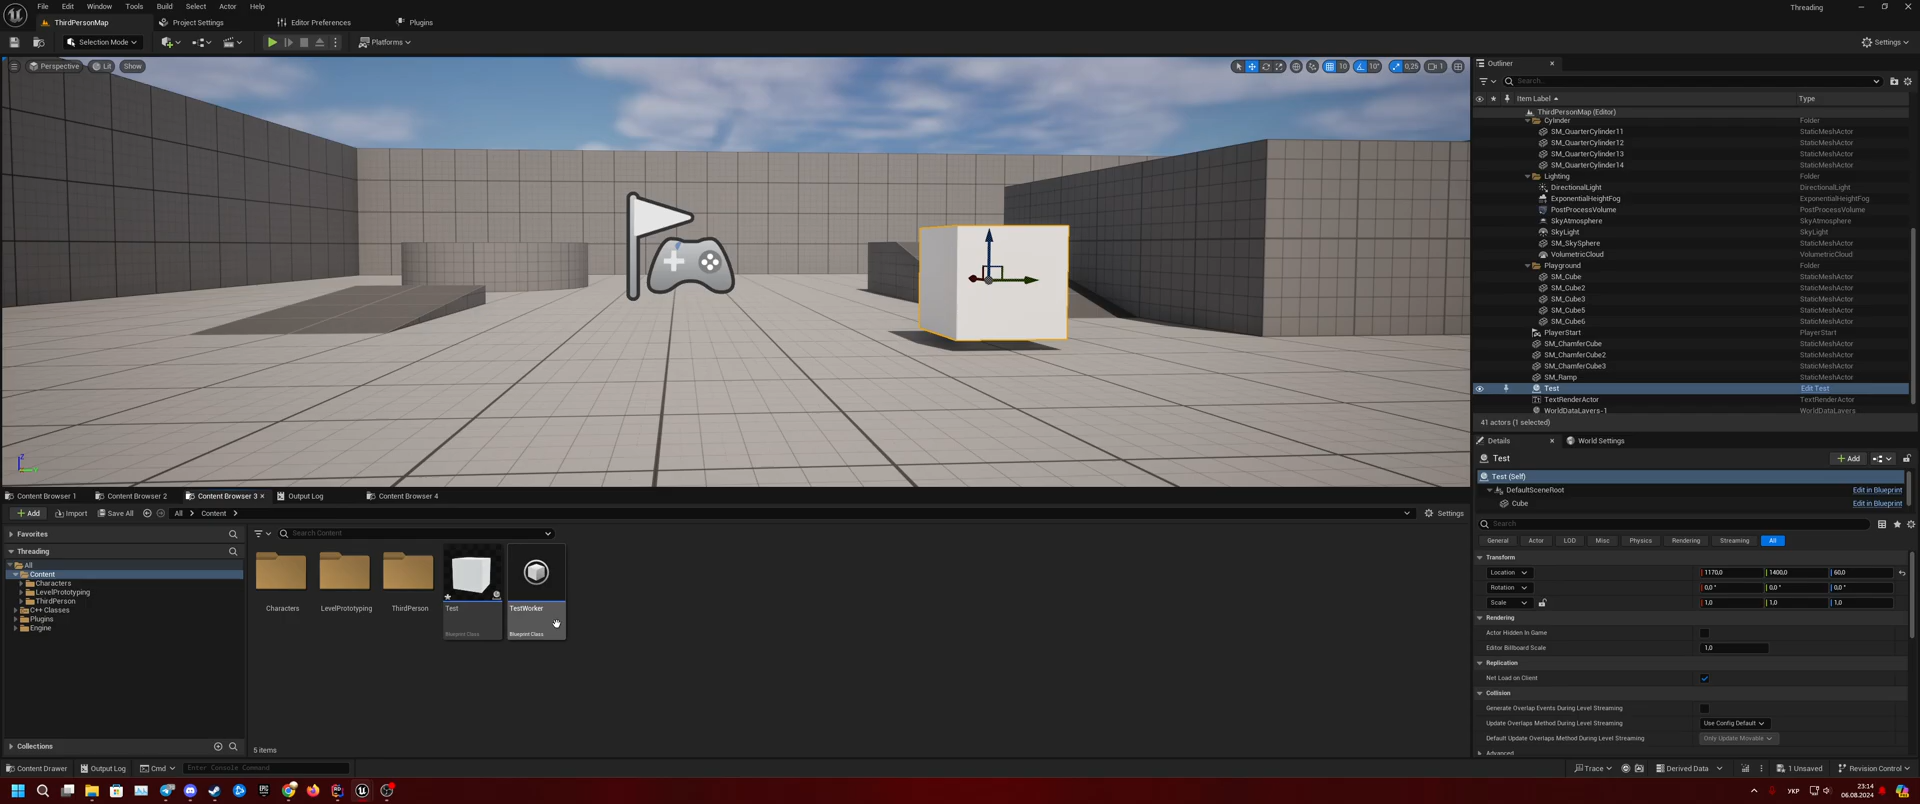 File Edit Window Tools Build Select Actor Help
Threading
ThirdPersonMap Project Settings Editor Preferences Plugins
Selection Mode Platforms Settings
Perspective Lit Show 10 10° 0,25 1
Outliner
Search...
Item Label Type
ThirdPersonMap (Editor)
Cylinder Folder
SM_QuarterCylinder11 StaticMeshActor
SM_QuarterCylinder12 StaticMeshActor
SM_QuarterCylinder13 StaticMeshActor
SM_QuarterCylinder14 StaticMeshActor
Lighting Folder
DirectionalLight DirectionalLight
ExponentialHeightFog ExponentialHeightFog
PostProcessVolume PostProcessVolume
SkyAtmosphere SkyAtmosphere
SkyLight SkyLight
SM_SkySphere StaticMeshActor
VolumetricCloud VolumetricCloud
Playground Folder
SM_Cube StaticMeshActor
SM_Cube2 StaticMeshActor
SM_Cube3 StaticMeshActor
SM_Cube5 StaticMeshActor
SM_Cube6 StaticMeshActor
PlayerStart PlayerStart
SM_ChamferCube StaticMeshActor
SM_ChamferCube2 StaticMeshActor
SM_ChamferCube3 StaticMeshActor
SM_Ramp StaticMeshActor
Test Edit Test
TextRenderActor TextRenderActor
WorldDataLayers-1 WorldDataLayers
41 actors (1 selected)
Details World Settings
Test Add
Test (Self)
DefaultSceneRoot Edit in Blueprint
Cube Edit in Blueprint
Search
General Actor LOD Misc Physics Rendering Streaming All
Transform
Location 1170,0 1400,0 60,0
Rotation 0,0 ° 0,0 ° 0,0 °
Scale 1,0 1,0 1,0
Rendering
Actor Hidden In Game
Editor Billboard Scale 1,0
Replication
Net Load on Client
Collision
Generate Overlap Events During Level Streaming
Update Overlaps Method During Level Streaming Use Config Default
Default Update Overlaps Method During Level Streaming Only Update Movable
Advanced
Z
Content Browser 1 Content Browser 2 Content Browser 3 Output Log Content Browser 4
Add Import Save All All Content Settings
Favorites
Search Content
Threading
All
Content
Characters
LevelPrototyping
ThirdPerson
C++ Classes
Plugins
Engine
Characters LevelPrototyping ThirdPerson Test TestWorker
Blueprint Class Blueprint Class
Collections
5 items
Content Drawer Output Log Cmd Enter Console Command Trace Derived Data 1 Unsaved Revision Control
EPIC
УКР
23:14
06.08.2024